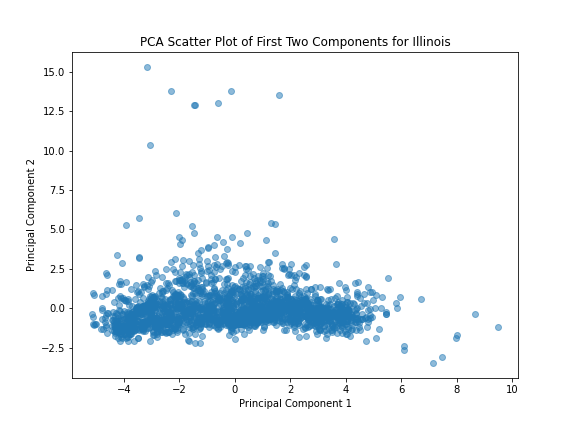 PCA Scatter Plot of First Two Components for Illinois
15.0
12.5
10.0
7.5
5.0
2.5
0.0
−2.5
Principal Component 2
−4 −2 0 2 4 6 8 10
Principal Component 1